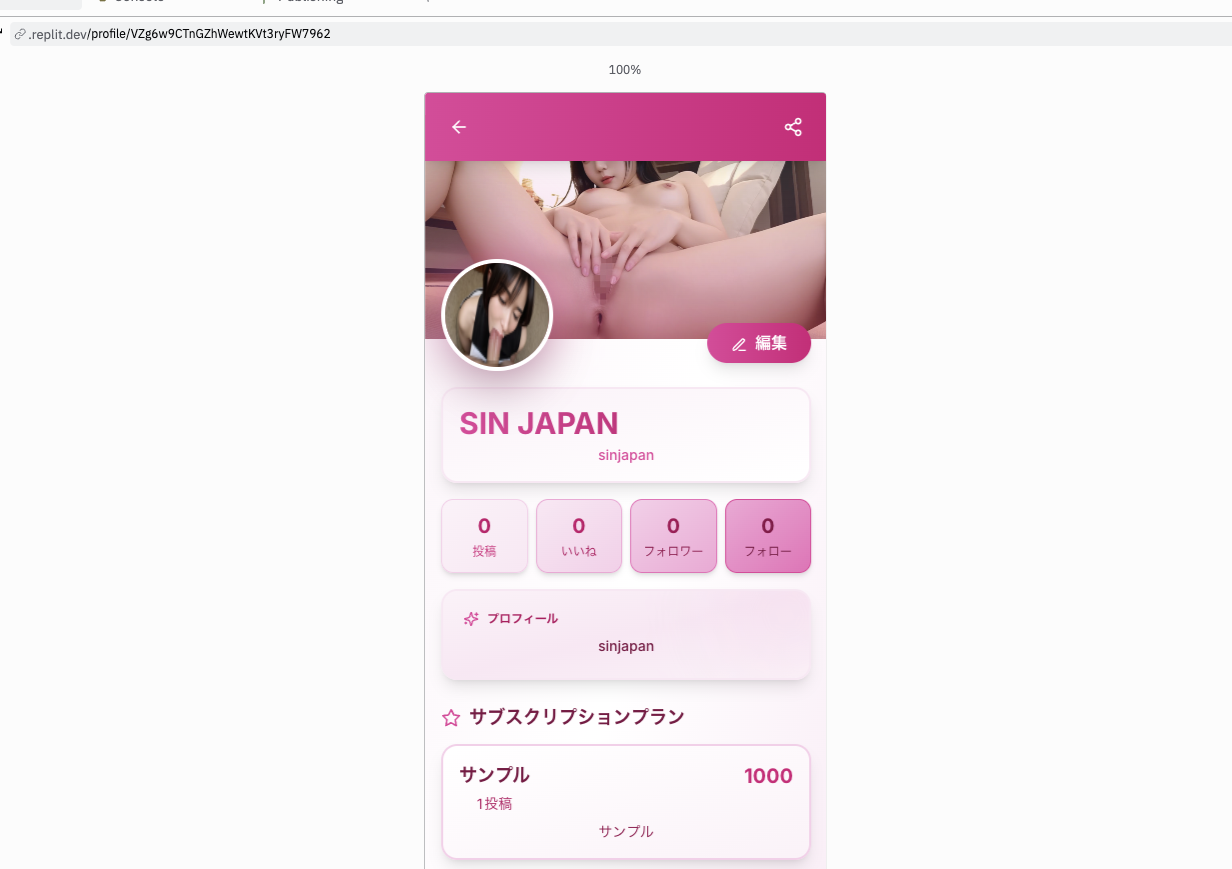 .replit.dev/profile/VZg6w9CTnGZhWewtKVt3ryFW7962
100%
編集
SIN JAPAN
sinjapan
0
投稿
0
いいね
0
フォロワー
0
フォロー
プロフィール
sinjapan
サブスクリプションプラン
サンプル
1000
1投稿
サンプル